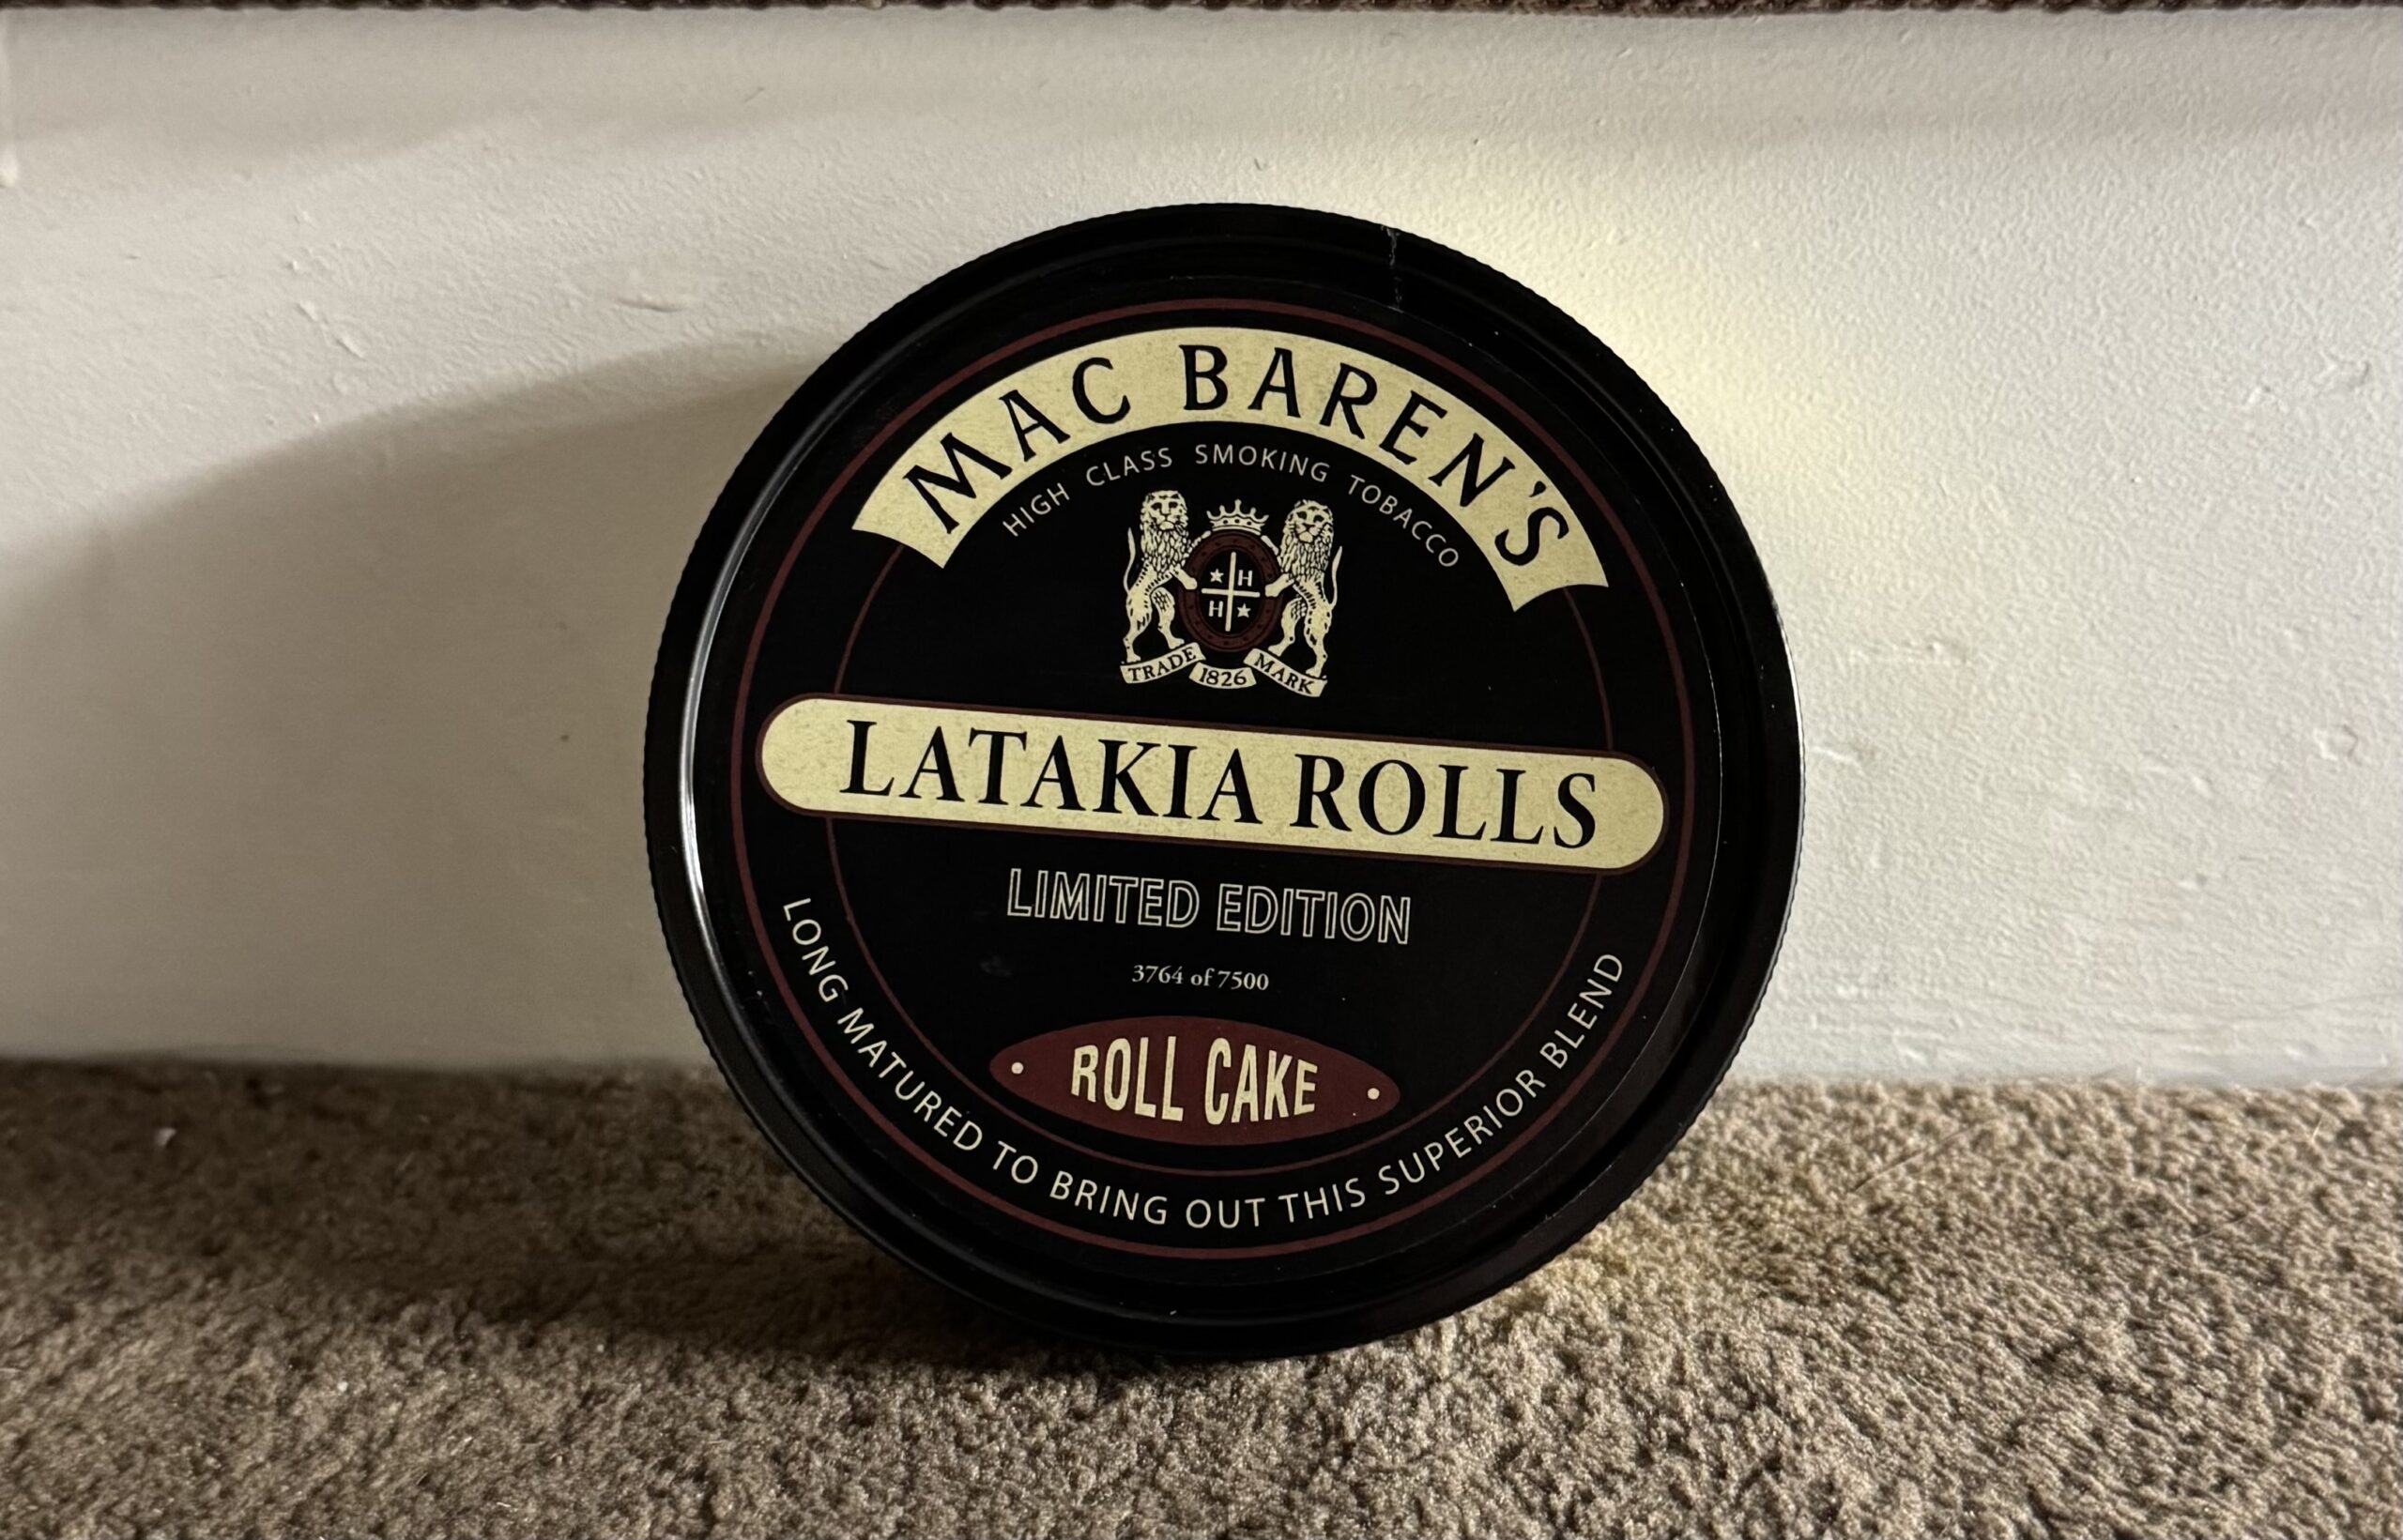 MAC BAREN'S
HIGH CLASS SMOKING TOBACCO
★ H
H ★
TRADE 1826 MARK
LATAKIA ROLLS
LIMITED EDITION
3764 of 7500
• ROLL CAKE •
LONG MATURED TO BRING OUT THIS SUPERIOR BLEND